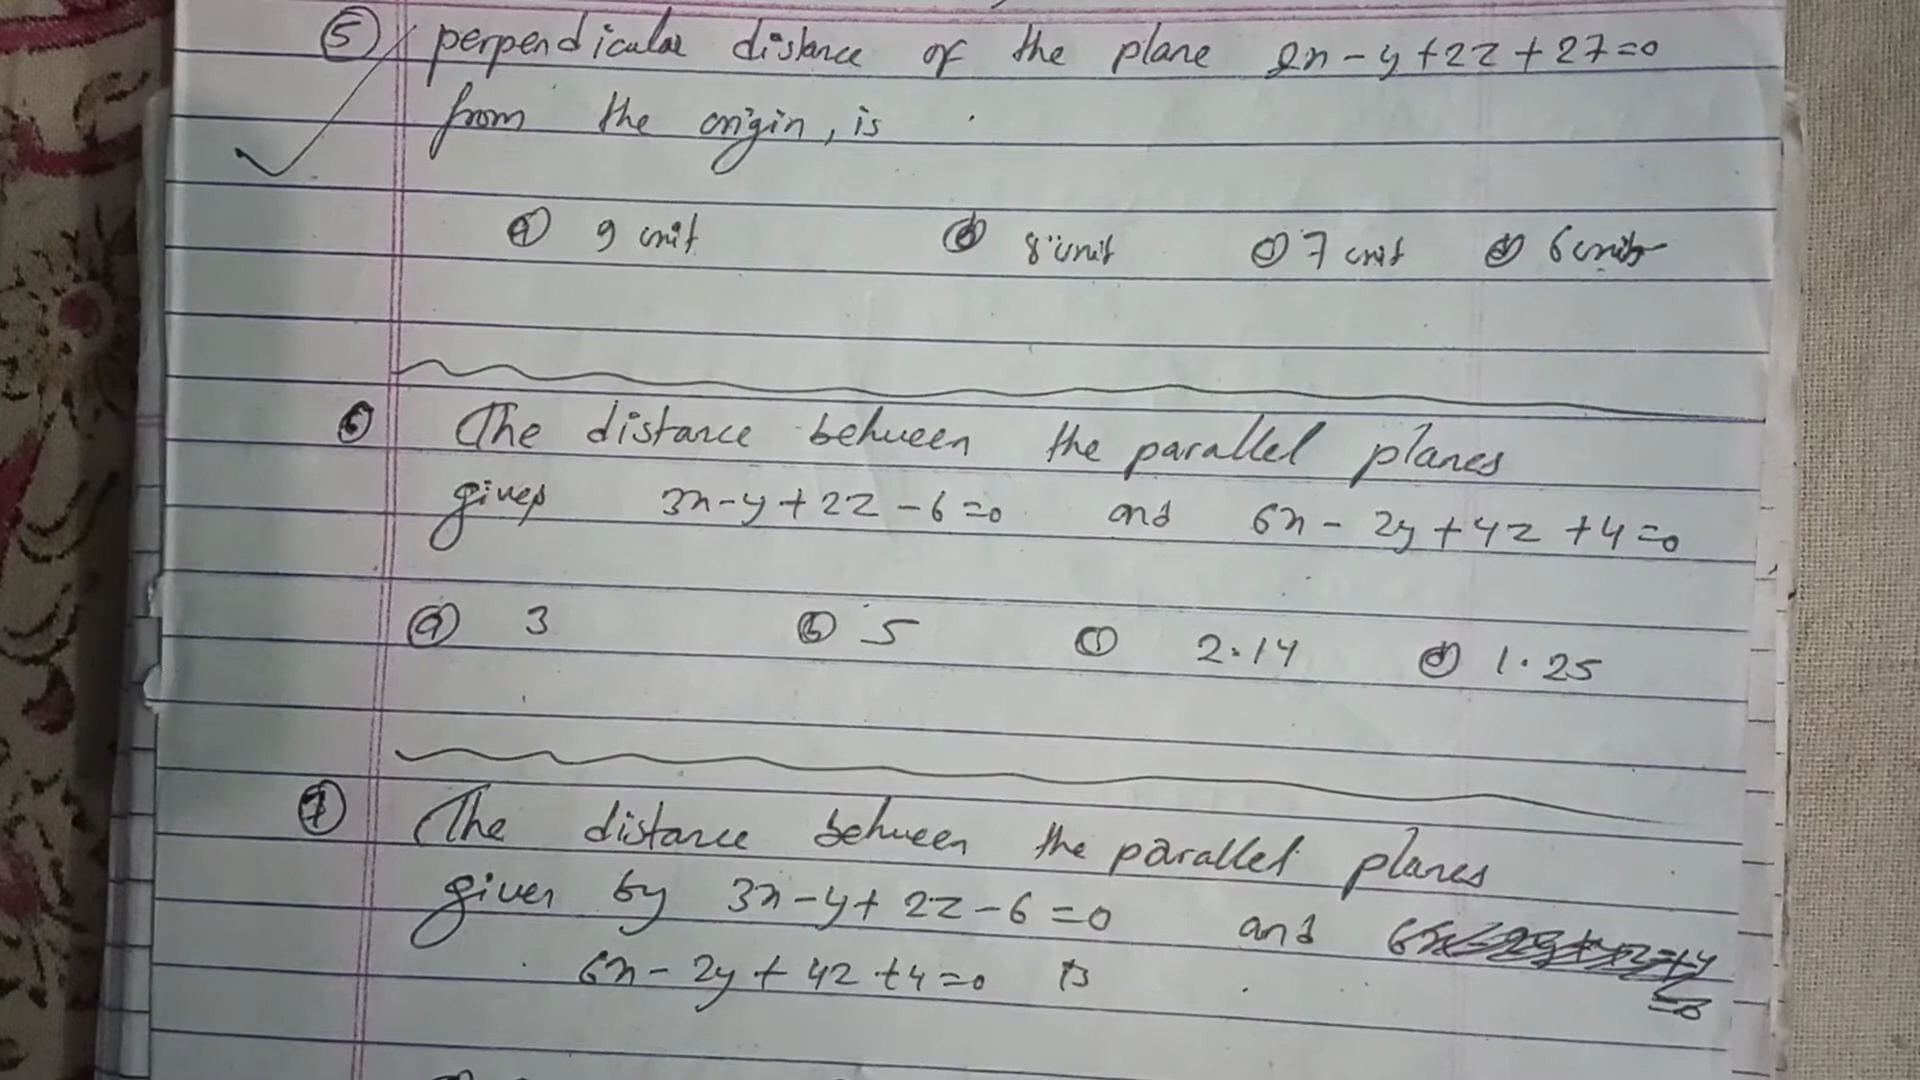 ⑤ perpendicular distance of the plane 2x-y+2z+27=0
from the origin, is
ⓐ 9 unit ⓑ 8 unit ⓒ 7 unit ⓓ 6 unit
⑥ The distance between the parallel planes
given 3x-y+2z-6=0 and 6x-2y+4z+4=0
ⓐ 3 ⓑ 5 ⓒ 2.14 ⓓ 1.25
⑦ The distance between the parallel planes
given by 3x-y+2z-6=0 and
6x-2y+4z+4=0 is